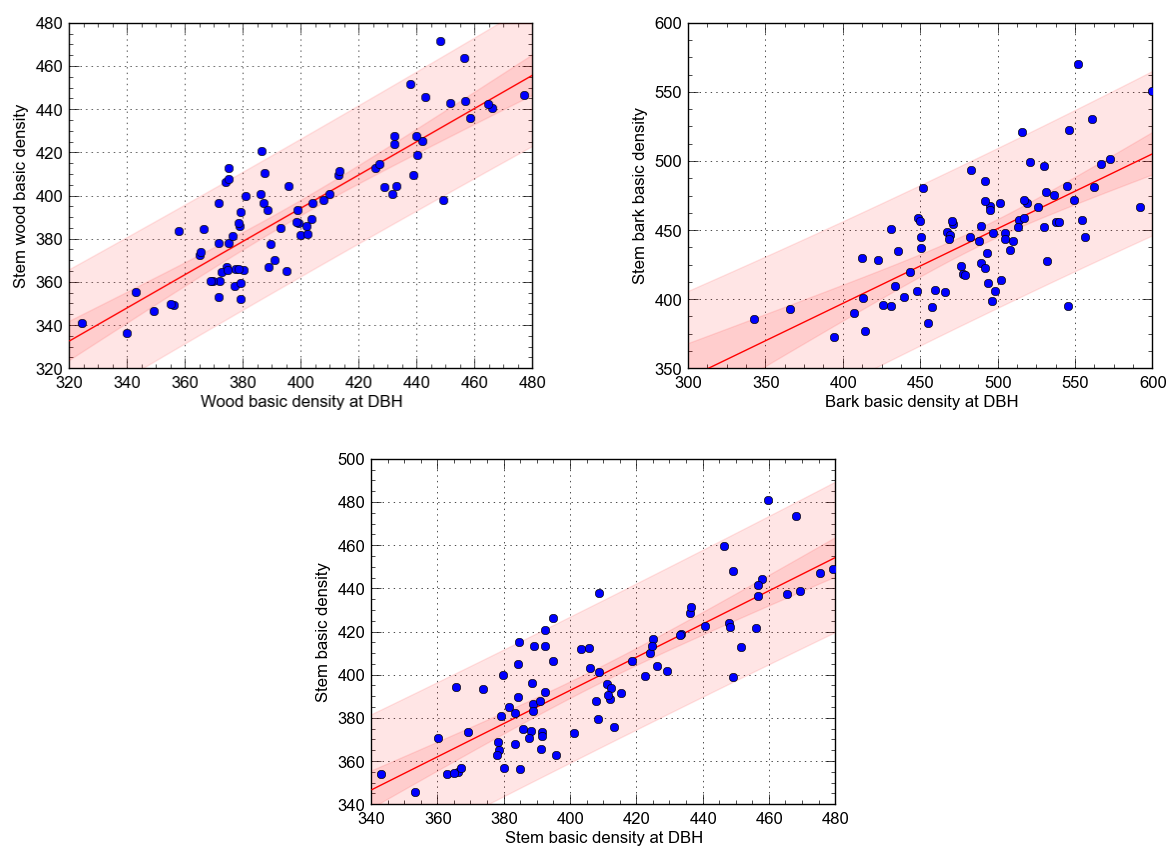 480
460
440
420
400
380
360
340
320
Stem wood basic density
320 340 360 380 400 420 440 460 480
Wood basic density at DBH
600
550
500
450
400
350
Stem bark basic density
300 350 400 450 500 550 600
Bark basic density at DBH
500
480
460
440
420
400
380
360
340
Stem basic density
340 360 380 400 420 440 460 480
Stem basic density at DBH